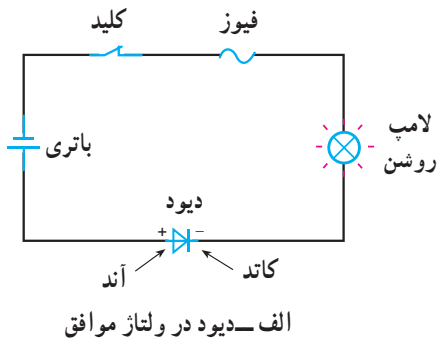 کلید
فیوز
لامپ
روشن
باتری
دیود
+
−
آند
کاتد
الف ــ دیود در ولتاژ موافق